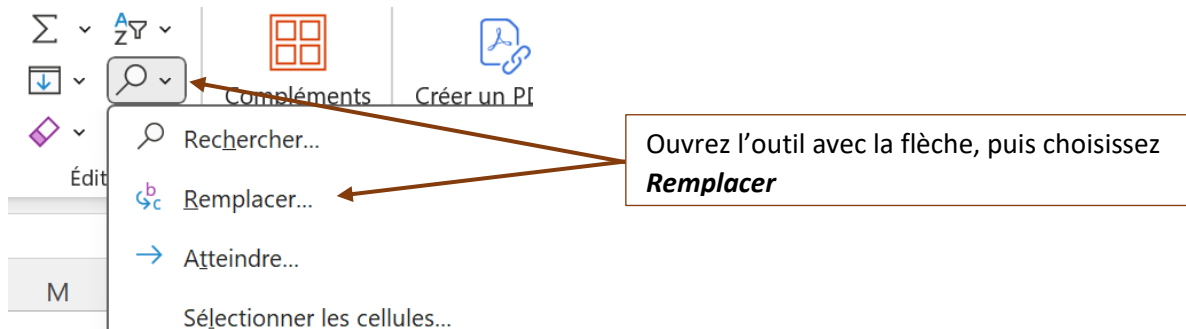 Compléments
Créer un PD
Rechercher...
Édit
Remplacer...
Atteindre...
M
Sélectionner les cellules...
Ouvrez l’outil avec la flèche, puis choisissez
Remplacer